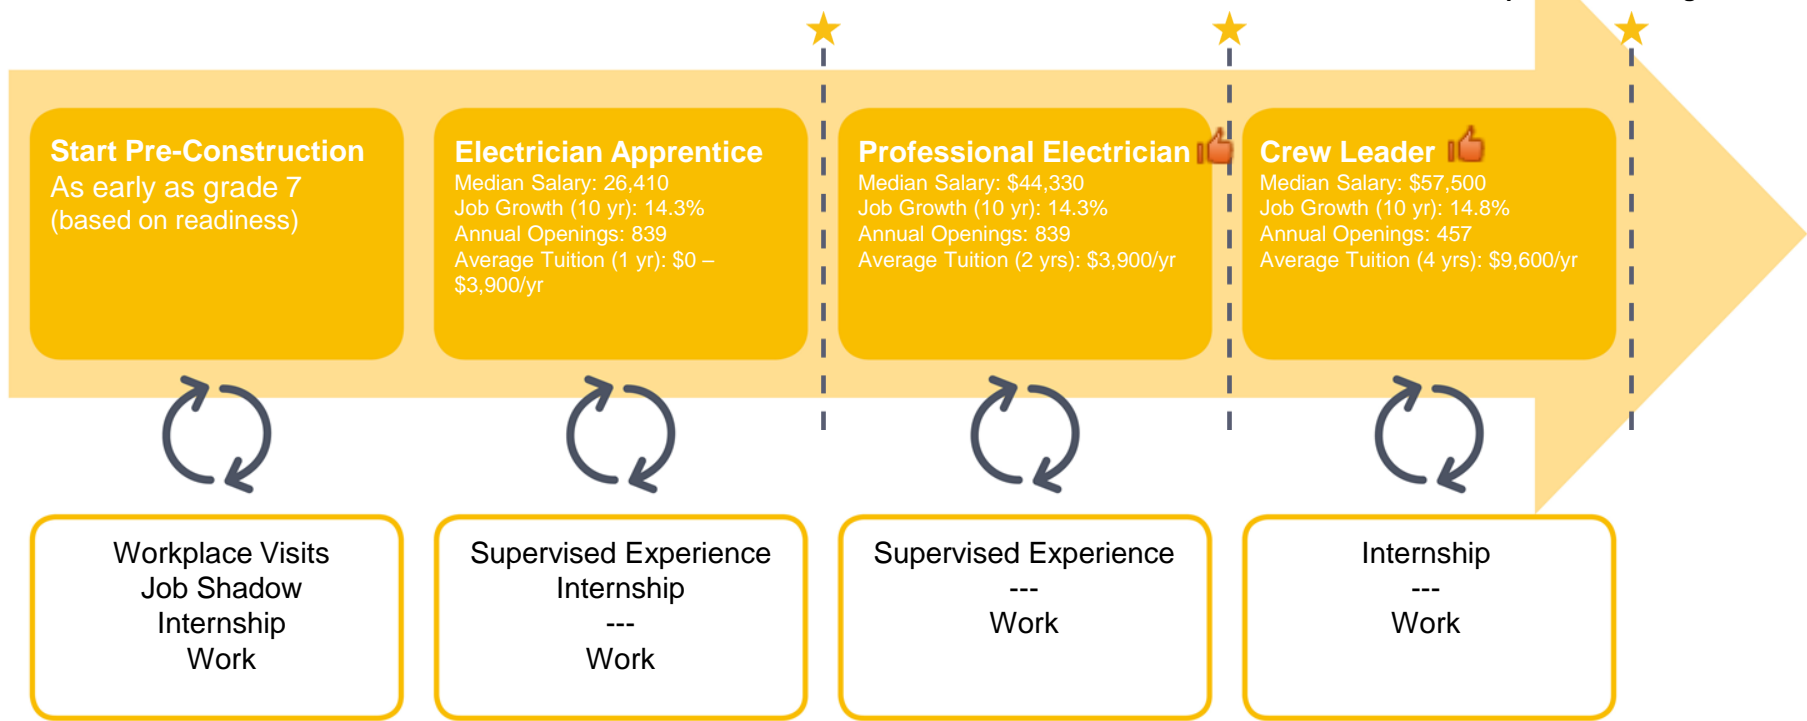 Start Pre-Construction
As early as grade 7
(based on readiness)
Electrician Apprentice
Median Salary: 26,410
Job Growth (10 yr): 14.3%
Annual Openings: 839
Average Tuition (1 yr): $0 –
$3,900/yr
Professional Electrician
Median Salary: $44,330
Job Growth (10 yr): 14.3%
Annual Openings: 839
Average Tuition (2 yrs): $3,900/yr
Crew Leader
Median Salary: $57,500
Job Growth (10 yr): 14.8%
Annual Openings: 457
Average Tuition (4 yrs): $9,600/yr
Workplace Visits
Job Shadow
Internship
Work
Supervised Experience
Internship
---
Work
Supervised Experience
---
Work
Internship
---
Work